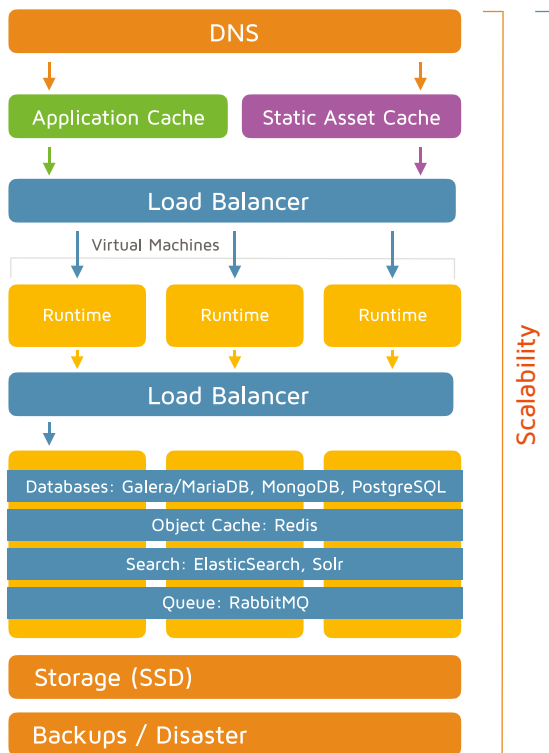 DNS
Application Cache
Static Asset Cache
Load Balancer
Virtual Machines
Runtime
Runtime
Runtime
Load Balancer
Databases: Galera/MariaDB, MongoDB, PostgreSQL
Object Cache: Redis
Search: ElasticSearch, Solr
Queue: RabbitMQ
Storage (SSD)
Backups / Disaster
Scalability